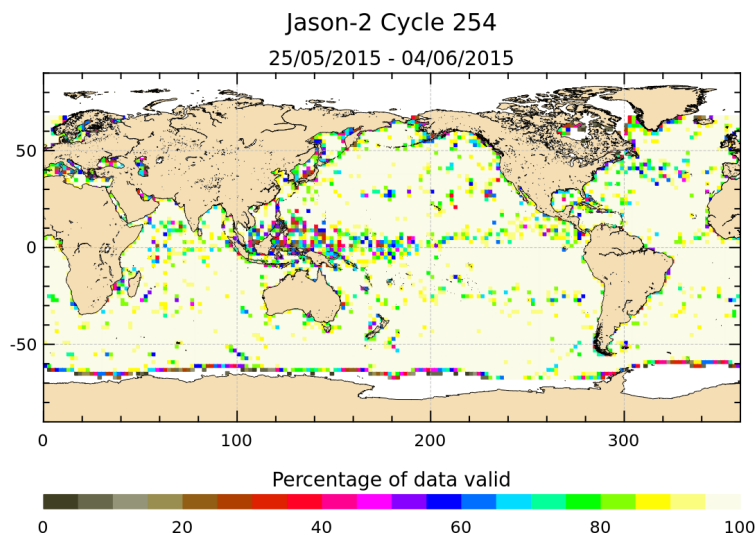 Jason-2 Cycle 254
25/05/2015 - 04/06/2015
50
0
-50
0 100 200 300
Percentage of data valid
0 20 40 60 80 100